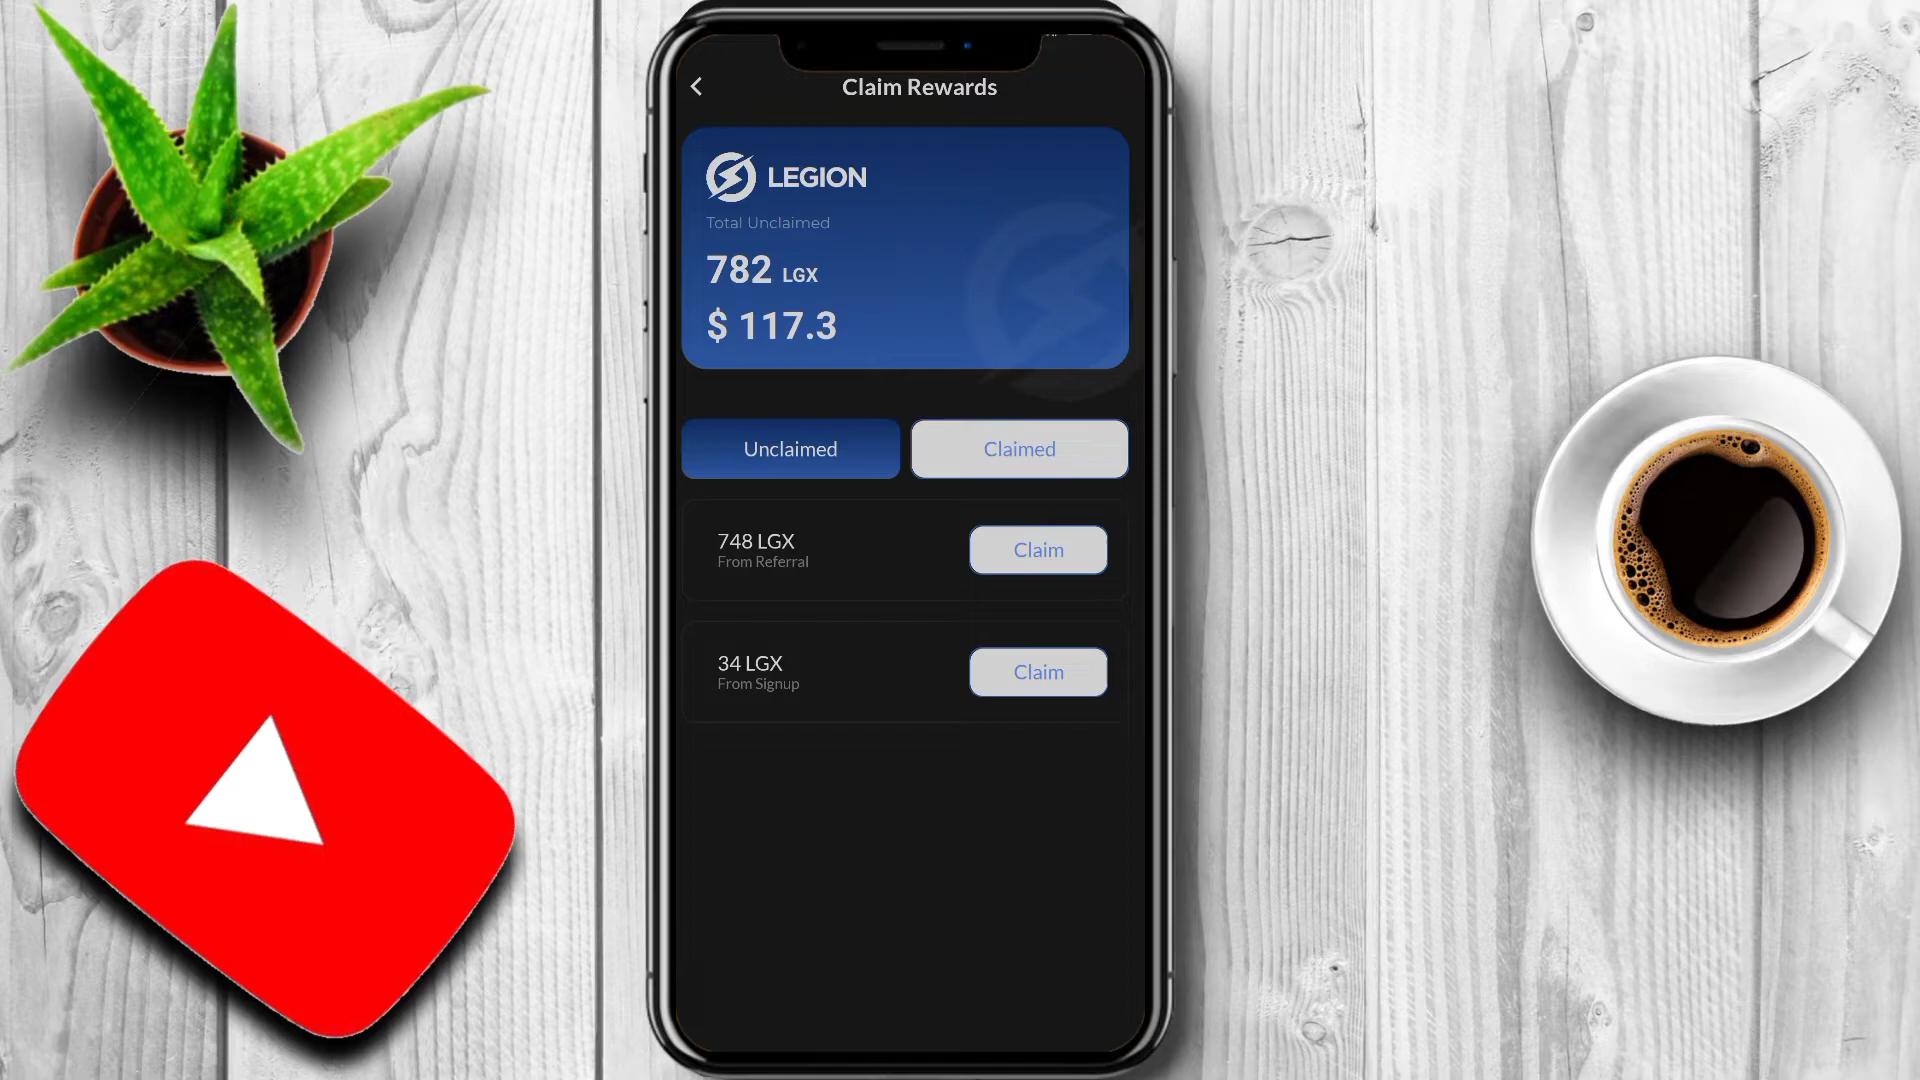 Claim Rewards
LEGION
Total Unclaimed
782 LGX
$ 117.3
Unclaimed
Claimed
748 LGX
From Referral
Claim
34 LGX
From Signup
Claim